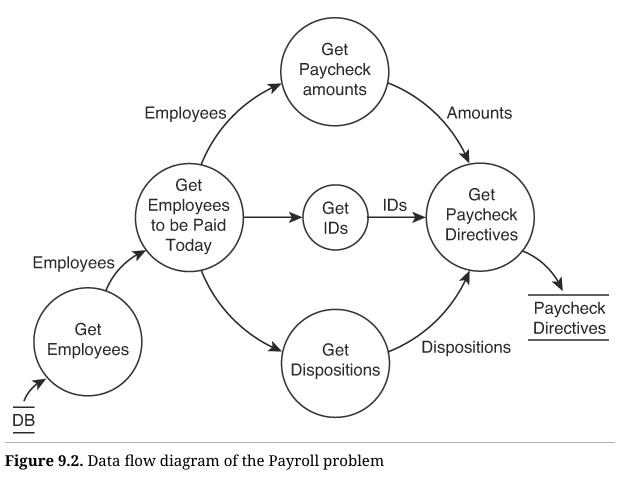 Get
Paycheck
amounts
Employees
Amounts
Get
Employees
to be Paid
Today
Get
IDs
IDs
Get
Paycheck
Directives
Employees
Get
Employees
Paycheck
Directives
Get
Dispositions
Dispositions
DB
Figure 9.2. Data flow diagram of the Payroll problem